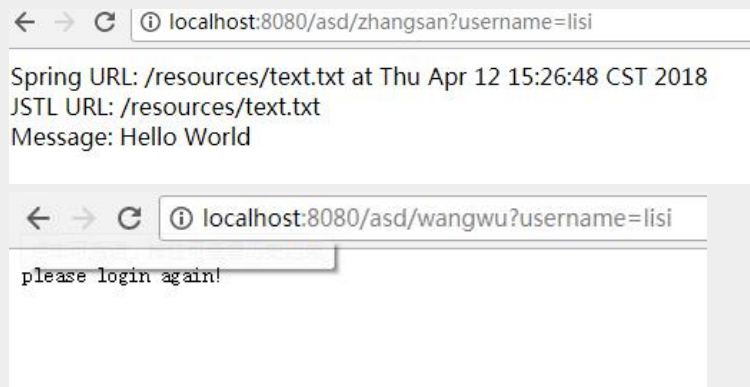 localhost:8080/asd/zhangsan?username=lisi
Spring URL: /resources/text.txt at Thu Apr 12 15:26:48 CST 2018
JSTL URL: /resources/text.txt
Message: Hello World
localhost:8080/asd/wangwu?username=lisi
please login again!